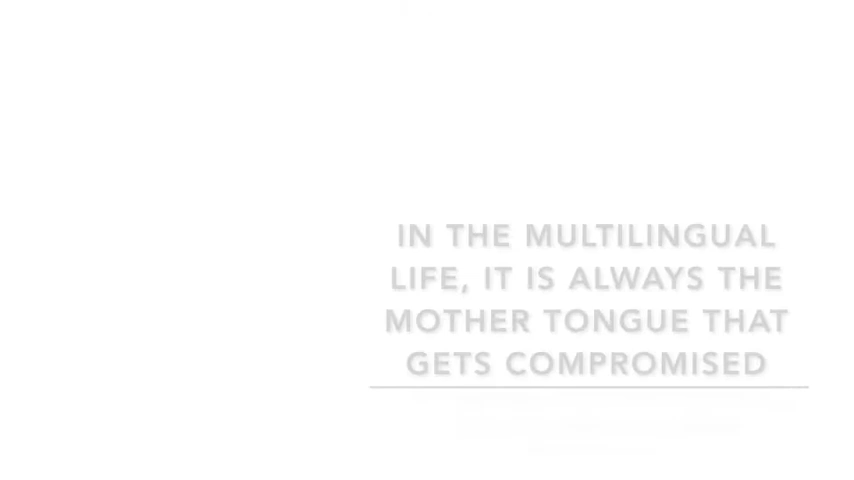 IN THE MULTILINGUAL
LIFE, IT IS ALWAYS THE
MOTHER TONGUE THAT
GETS COMPROMISED